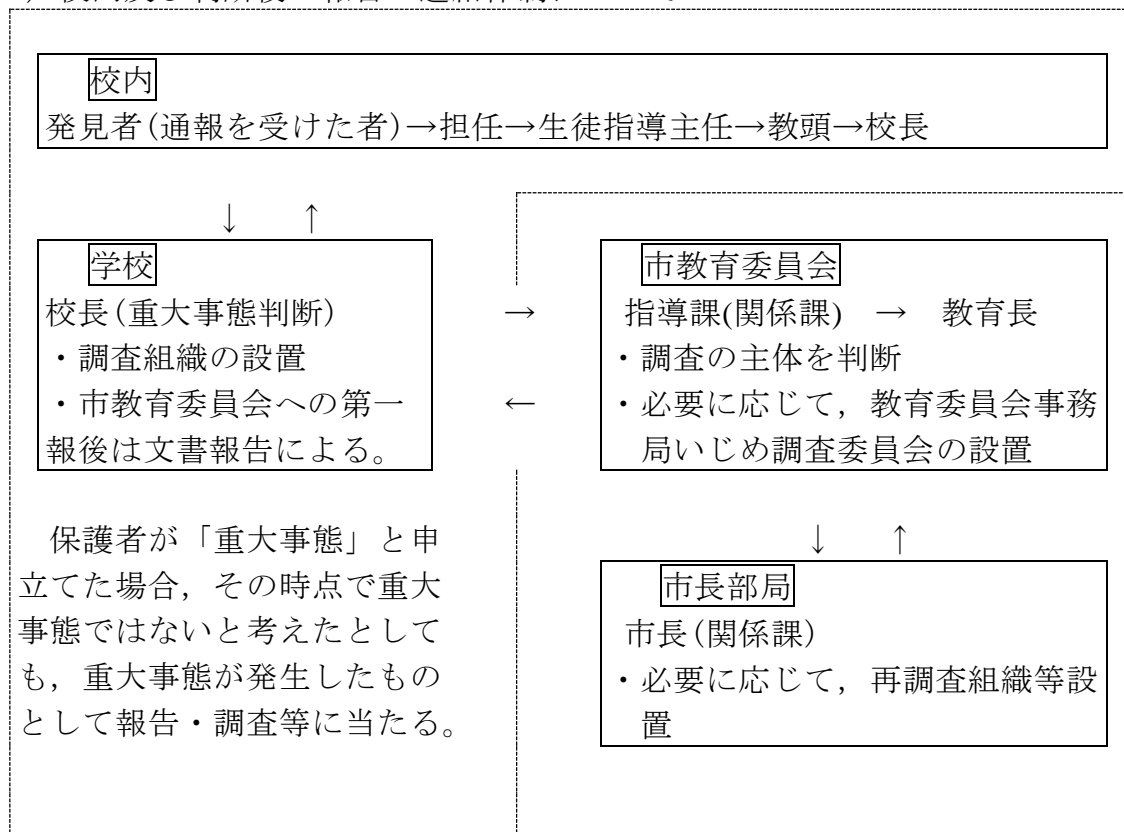 校内
発見者(通報を受けた者)→担任→生徒指導主任→教頭→校長
↓ ↑
学校
校長(重大事態判断)
・調査組織の設置
・市教育委員会への第一
報後は文書報告による。
→
←
市教育委員会
指導課(関係課) → 教育長
・調査の主体を判断
・必要に応じて，教育委員会事務
局いじめ調査委員会の設置
保護者が「重大事態」と申
立てた場合，その時点で重大
事態ではないと考えたとして
も，重大事態が発生したもの
として報告・調査等に当たる。
↓ ↑
市長部局
市長(関係課)
・必要に応じて，再調査組織等設
置